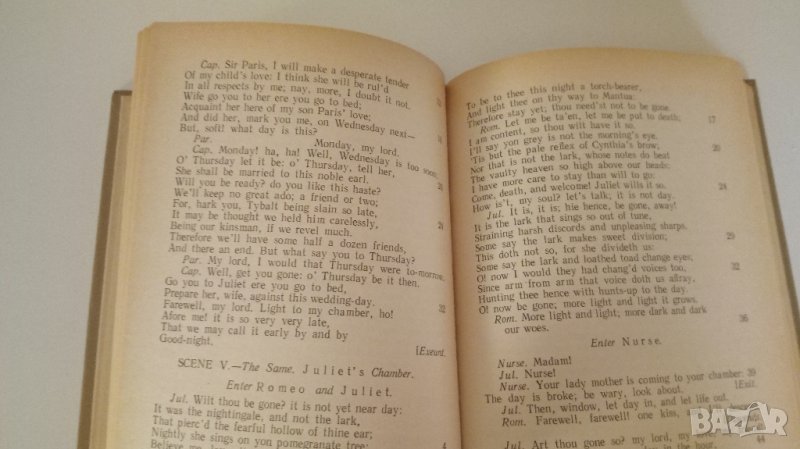 Cap. Sir Paris, I will make a desperate tender
Of my child's love: I think she will be rul'd
In all respects by me; nay, more, I doubt it not.
Wife go you to her ere you go to bed;
Acquaint her here of my son Paris' love;
And did her, mark you me, on Wednesday next—
But, soft! what day is this?
Par. Monday, my lord.
Cap. Monday! ha, ha! Well, Wednesday is too soon;
O' Thursday let it be: o' Thursday, tell her,
She shall be married to this noble earl.
Will you be ready? do you like this haste?
We'll keep no great ado; a friend or two;
For, hark you, Tybalt being slain so late,
It may be thought we held him carelessly,
Being our kinsman, if we revel much.
Therefore we'll have some half a dozen friends,
And there an end. But what say you to Thursday?
Par. My lord, I would that Thursday were to-morrow.
Cap. Well, get you gone: o' Thursday be it then.
Go you to Juliet ere you go to bed,
Prepare her, wife, against this wedding-day.
Farewell, my lord. Light to my chamber, ho! 32
Afore me! it is so very very late,
That we may call it early by and by
Good-night.
[Exeunt.
SCENE V.—The Same. Juliet's Chamber.
Enter Romeo and Juliet.
Jul. Wilt thou be gone? it is not yet near day:
It was the nightingale, and not the lark,
That pierc'd the fearful hollow of thine ear;
Nightly she sings on yon pomegranate tree: 4
Believe me, love,
To be to thee this night a torch-bearer,
And light thee on thy way to Mantua:
Therefore stay yet; thou need'st not to be gone.
Rom. Let me be ta'en, let me be put to death; 17
I am content, so thou wilt have it so.
I'll say yon grey is not the morning's eye,
'Tis but the pale reflex of Cynthia's brow; 20
Nor that is not the lark, whose notes do beat
The vaulty heaven so high above our heads:
I have more care to stay than will to go:
Come, death, and welcome! Juliet wills it so. 24
How is't, my soul? let's talk; it is not day.
Jul. It is, it is; hie hence, be gone, away!
It is the lark that sings so out of tune,
Straining harsh discords and unpleasing sharps.
Some say the lark makes sweet division;
This doth not so, for she divideth us:
Some say the lark and loathed toad change eyes;
O! now I would they had chang'd voices too, 32
Since arm from arm that voice doth us affray,
Hunting thee hence with hunts-up to the day.
O! now be gone; more light and light it grows.
Rom. More light and light; more dark and dark
our woes. 36
Enter Nurse.
Nurse. Madam!
Jul. Nurse!
Nurse. Your lady mother is coming to your chamber: 39
The day is broke; be wary, look about.
[Exit.
Jul. Then, window, let day in, and let life out.
Rom. Farewell, farewell! one kiss, and
Jul. Art thou gone so? my lord, my love,
44
day in the hour,
BAZAR